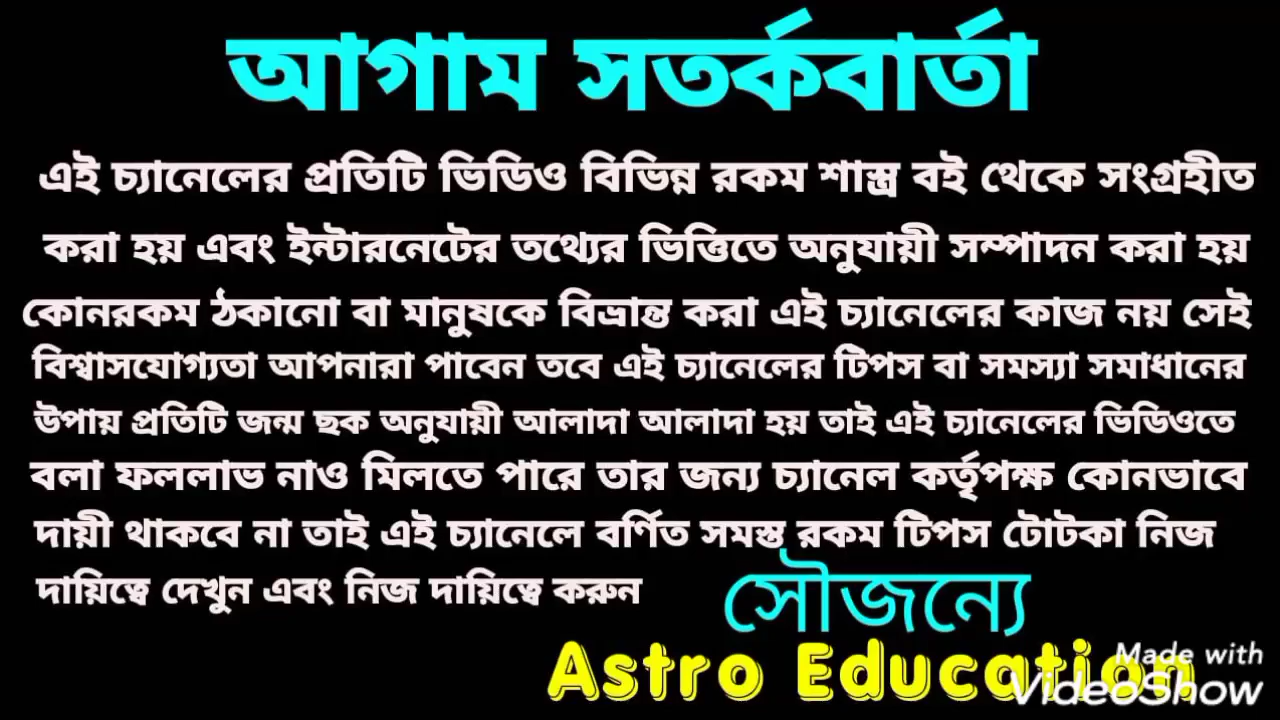 আগাম সতর্কবার্তা
এই চ্যানেলের প্রতিটি ভিডিও বিভিন্ন রকম শাস্ত্র বই থেকে সংগ্রহীত
করা হয় এবং ইন্টারনেটের তথ্যের ভিত্তিতে অনুযায়ী সম্পাদন করা হয়
কোনরকম ঠকানো বা মানুষকে বিভ্রান্ত করা এই চ্যানেলের কাজ নয় সেই
বিশ্বাসযোগ্যতা আপনারা পাবেন তবে এই চ্যানেলের টিপস বা সমস্যা সমাধানের
উপায় প্রতিটি জন্ম ছক অনুযায়ী আলাদা আলাদা হয় তাই এই চ্যানেলের ভিডিওতে
বলা ফললাভ নাও মিলতে পারে তার জন্য চ্যানেল কর্তৃপক্ষ কোনভাবে
দায়ী থাকবে না তাই এই চ্যানেলে বর্ণিত সমস্ত রকম টিপস টোটকা নিজ
দায়িত্বে দেখুন এবং নিজ দায়িত্বে করুন
সৌজন্যে
Astro Education
Made with
VideoShow